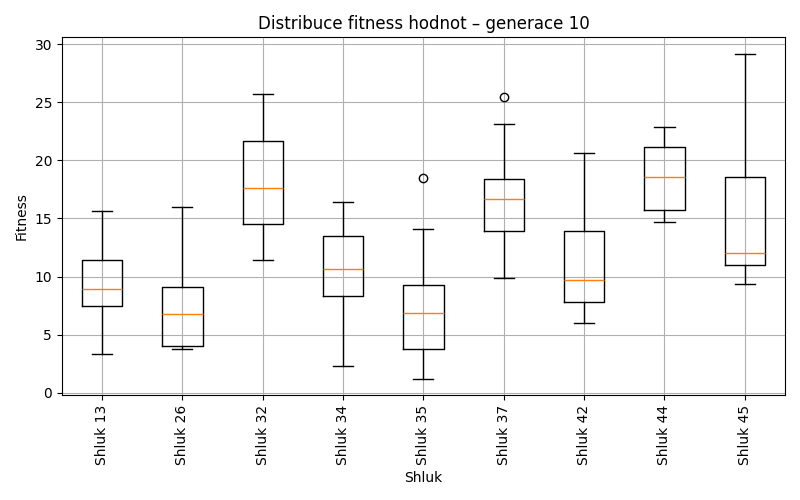 Distribuce fitness hodnot – generace 10
Fitness
30
25
20
15
10
5
0
Shluk 13
Shluk 26
Shluk 32
Shluk 34
Shluk 35
Shluk 37
Shluk 42
Shluk 44
Shluk 45
Shluk